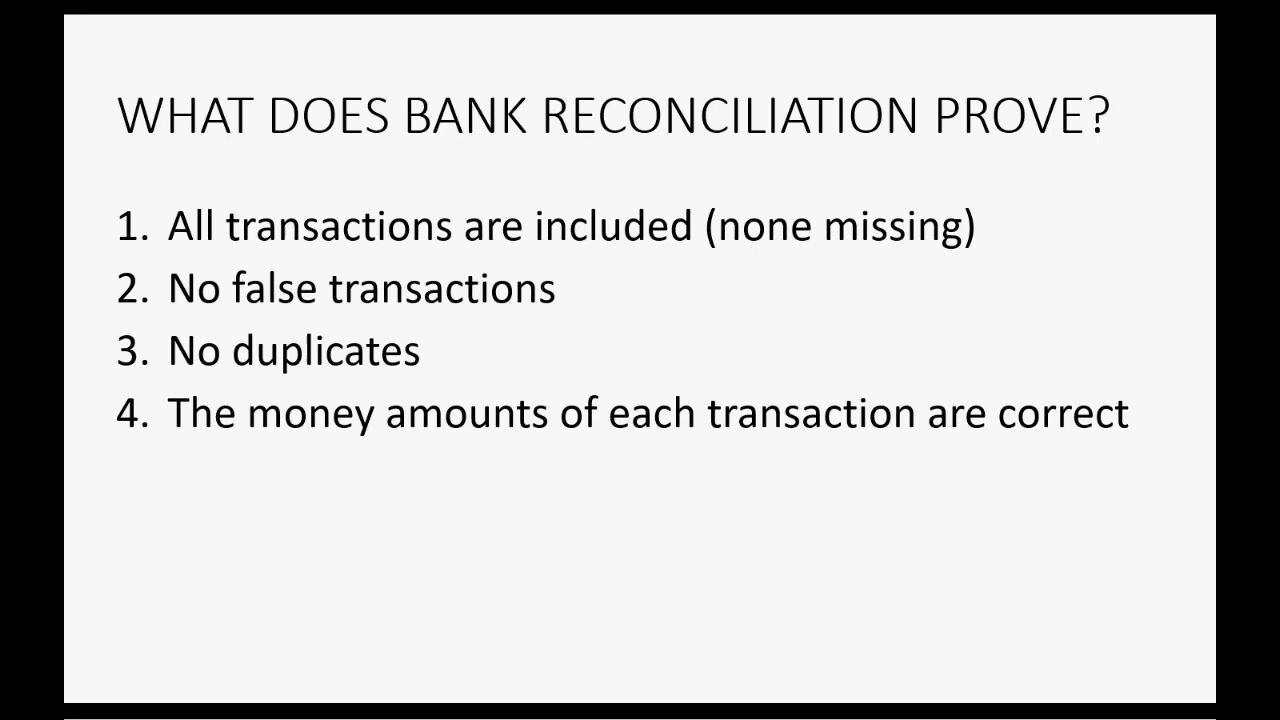 WHAT DOES BANK RECONCILIATION PROVE?
1. All transactions are included (none missing)
2. No false transactions
3. No duplicates
4. The money amounts of each transaction are correct